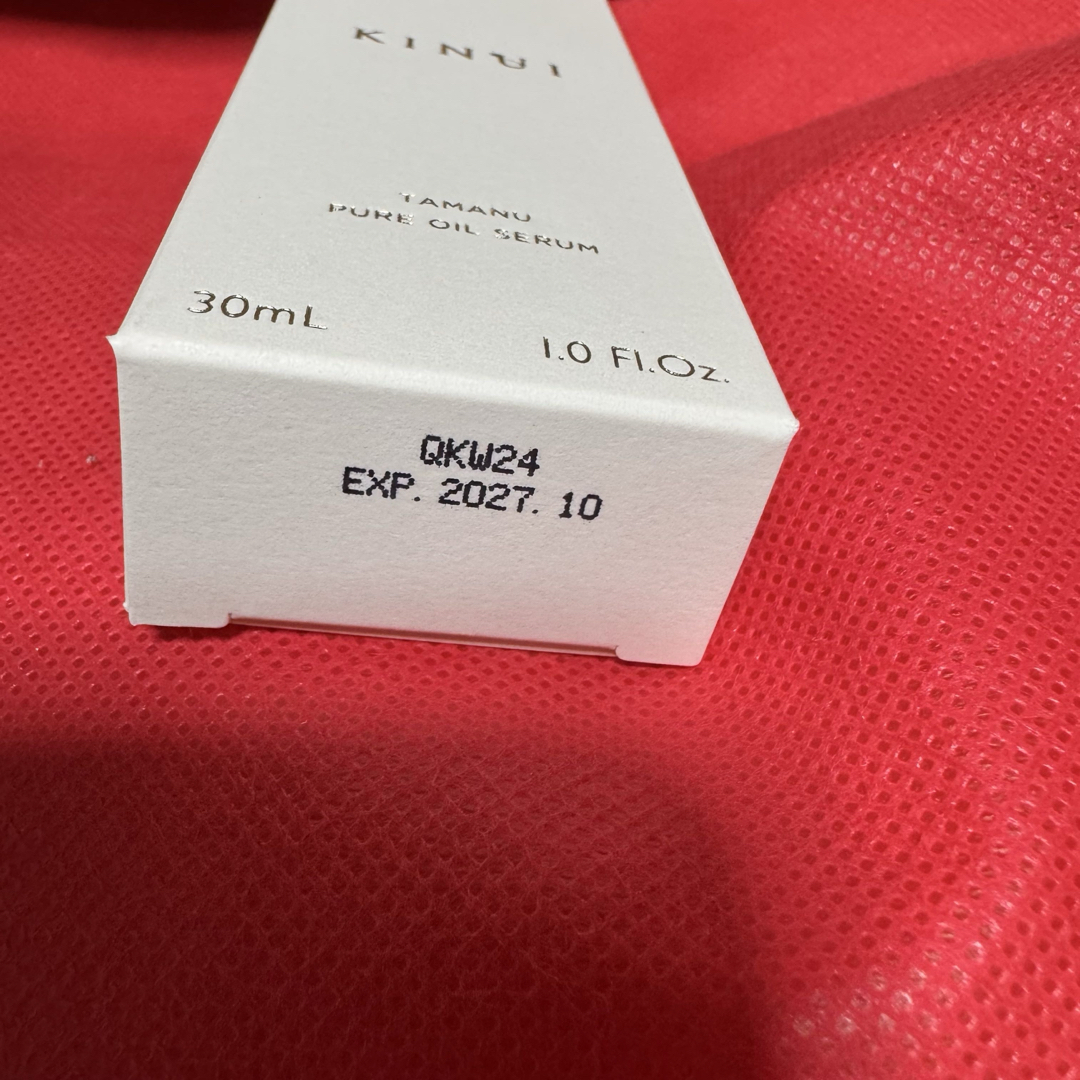 KINUI
TAMANU
PURE OIL SERUM
30mL
1.0 Fl.Oz.
QKW24
EXP. 2027. 10